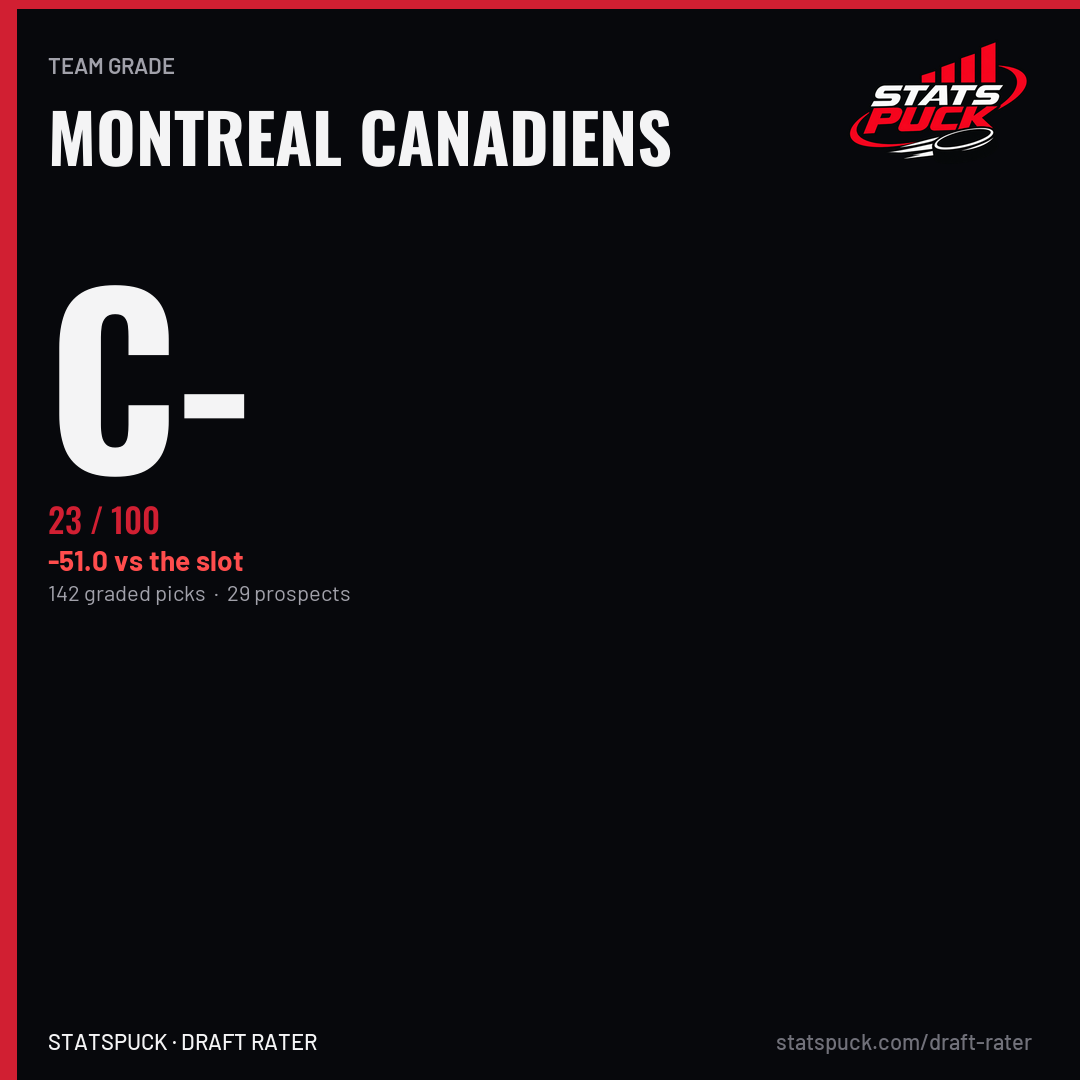 TEAM GRADE
MONTREAL CANADIENS
STATS
PUCK
C-
23 / 100
-51.0 vs the slot
142 graded picks · 29 prospects
STATSPUCK · DRAFT RATER
statspuck.com/draft-rater